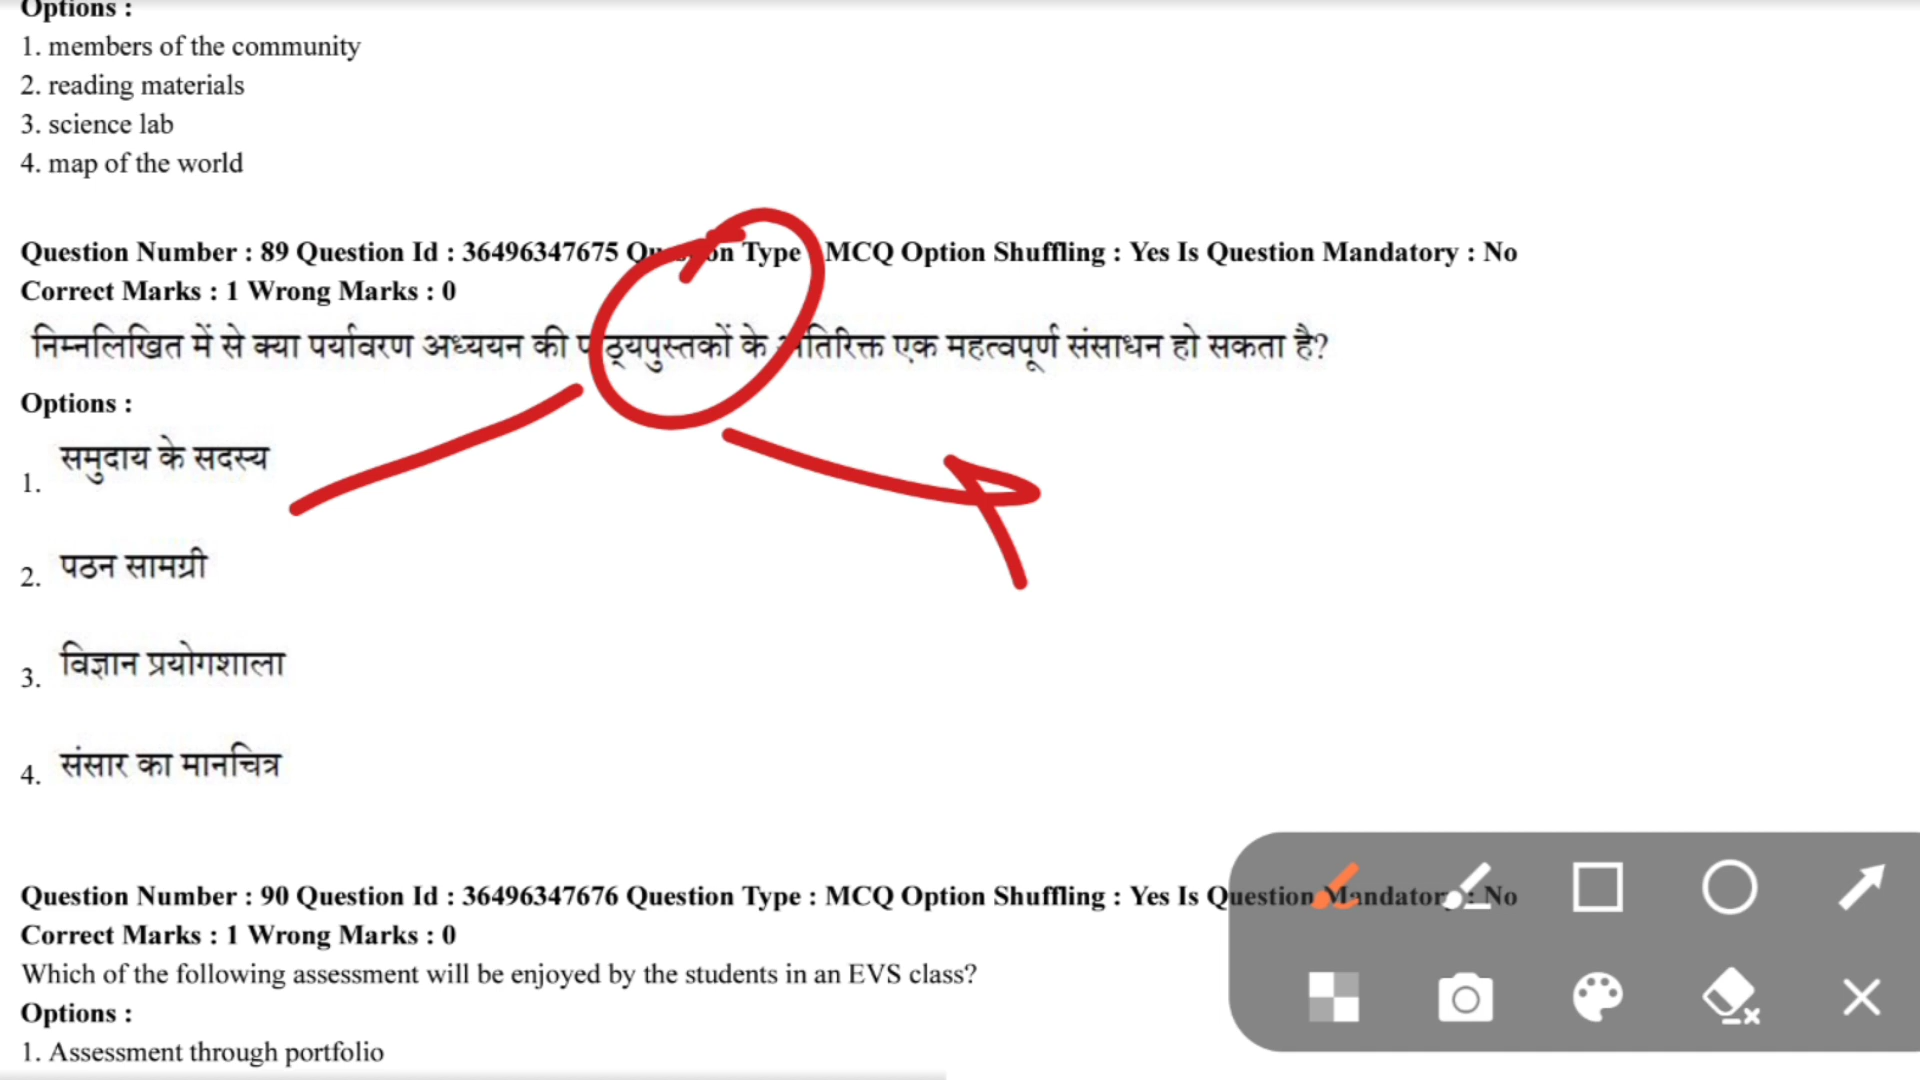 Options :
1. members of the community
2. reading materials
3. science lab
4. map of the world
Question Number : 89 Question Id : 36496347675 Question Type MCQ Option Shuffling : Yes Is Question Mandatory : No
Correct Marks : 1 Wrong Marks : 0
निम्नलिखित में से क्या पर्यावरण अध्ययन की पाठ्यपुस्तकों के अतिरिक्त एक महत्वपूर्ण संसाधन हो सकता है?
Options :
1. समुदाय के सदस्य
2. पठन सामग्री
3. विज्ञान प्रयोगशाला
4. संसार का मानचित्र
Question Number : 90 Question Id : 36496347676 Question Type : MCQ Option Shuffling : Yes Is Question Mandatory : No
Correct Marks : 1 Wrong Marks : 0
Which of the following assessment will be enjoyed by the students in an EVS class?
Options :
1. Assessment through portfolio